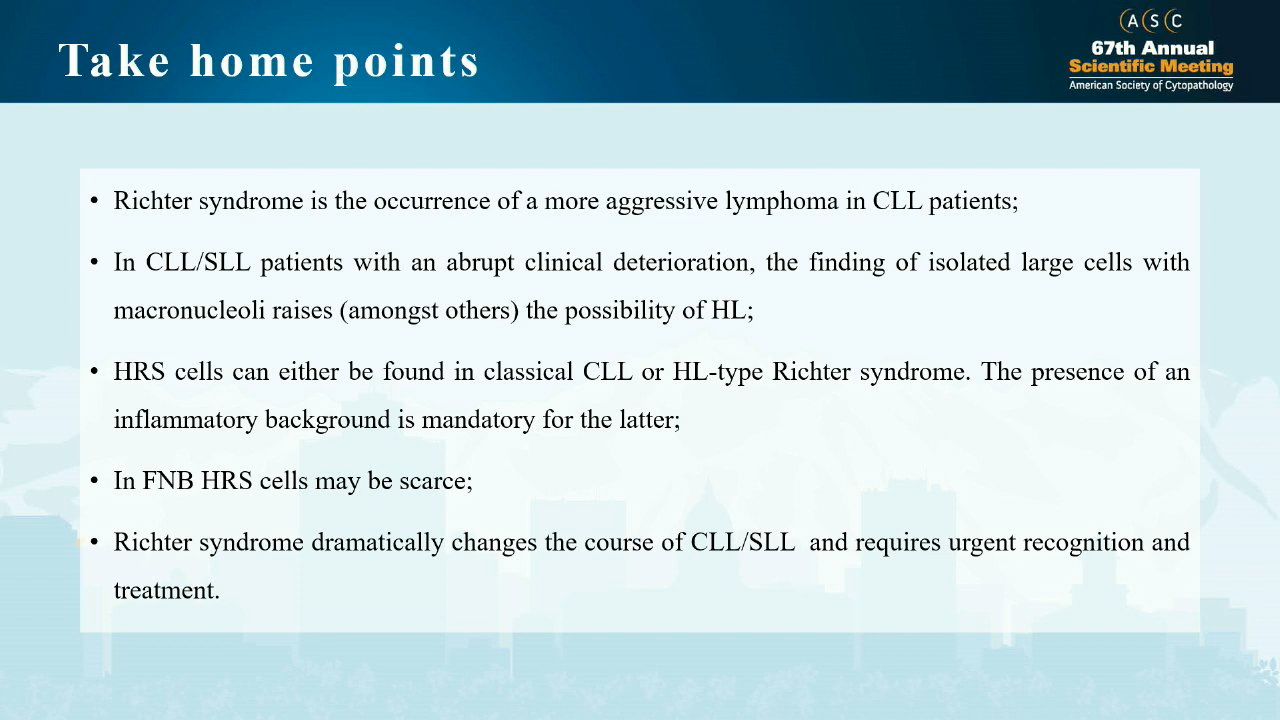 Take home points
ASC
67th Annual
Scientific Meeting
American Society of Cytopathology
• Richter syndrome is the occurrence of a more aggressive lymphoma in CLL patients;
• In CLL/SLL patients with an abrupt clinical deterioration, the finding of isolated large cells with
macronucleoli raises (amongst others) the possibility of HL;
• HRS cells can either be found in classical CLL or HL-type Richter syndrome. The presence of an
inflammatory background is mandatory for the latter;
• In FNB HRS cells may be scarce;
• Richter syndrome dramatically changes the course of CLL/SLL and requires urgent recognition and
treatment.